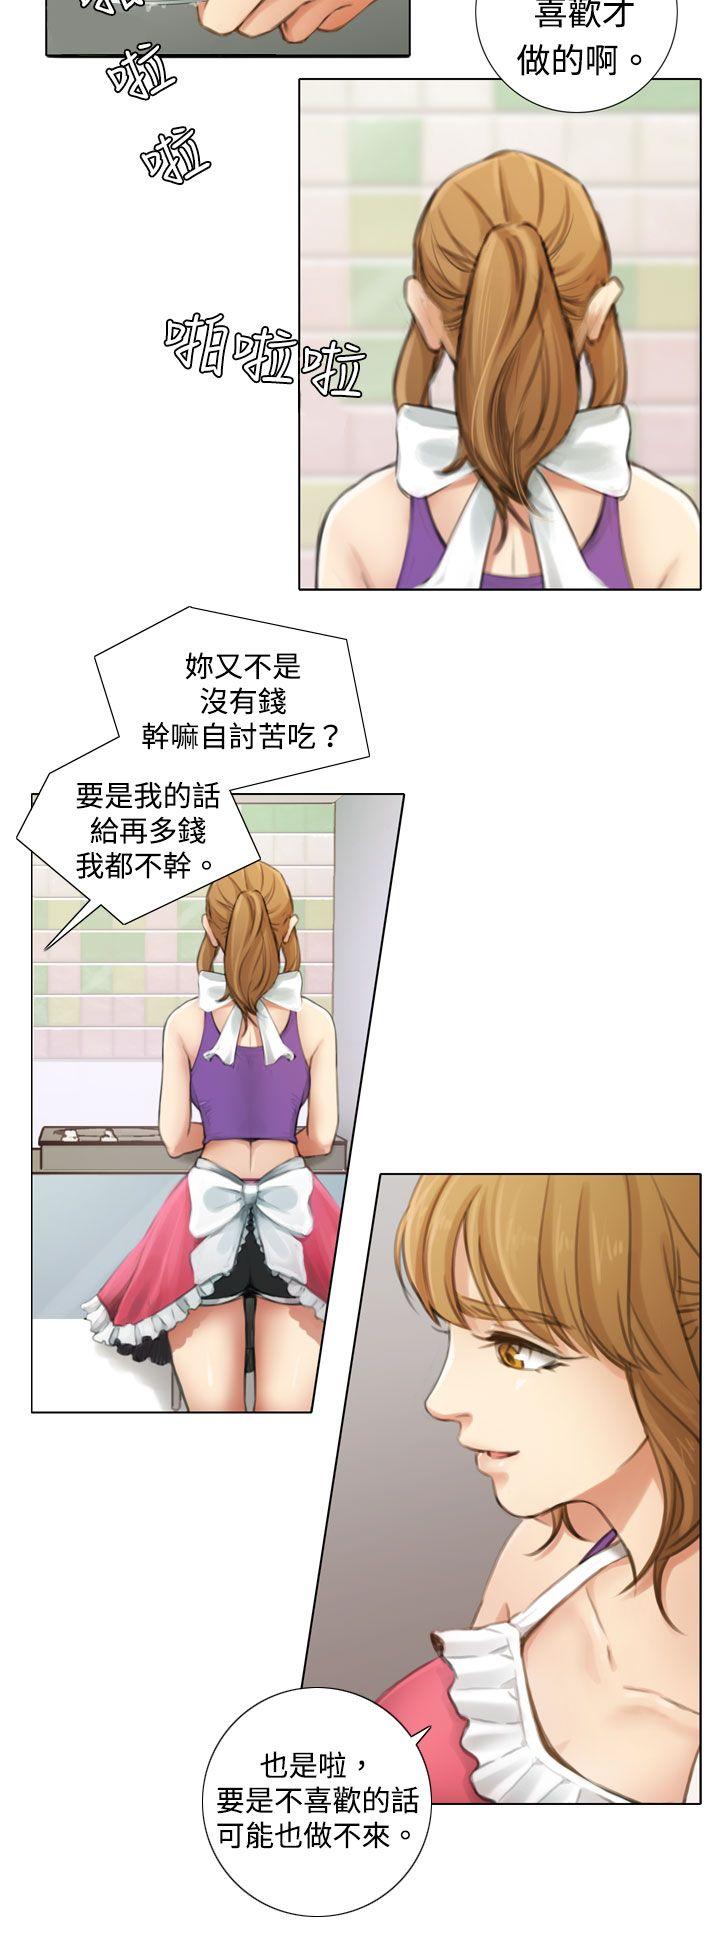 喜歡才
做的啊。
啦
啦
啪啦啦
妳又不是
沒有錢
幹嘛自討苦吃？
要是我的話
給再多錢
我都不幹。
也是啦，
要是不喜歡的話
可能也做不來。